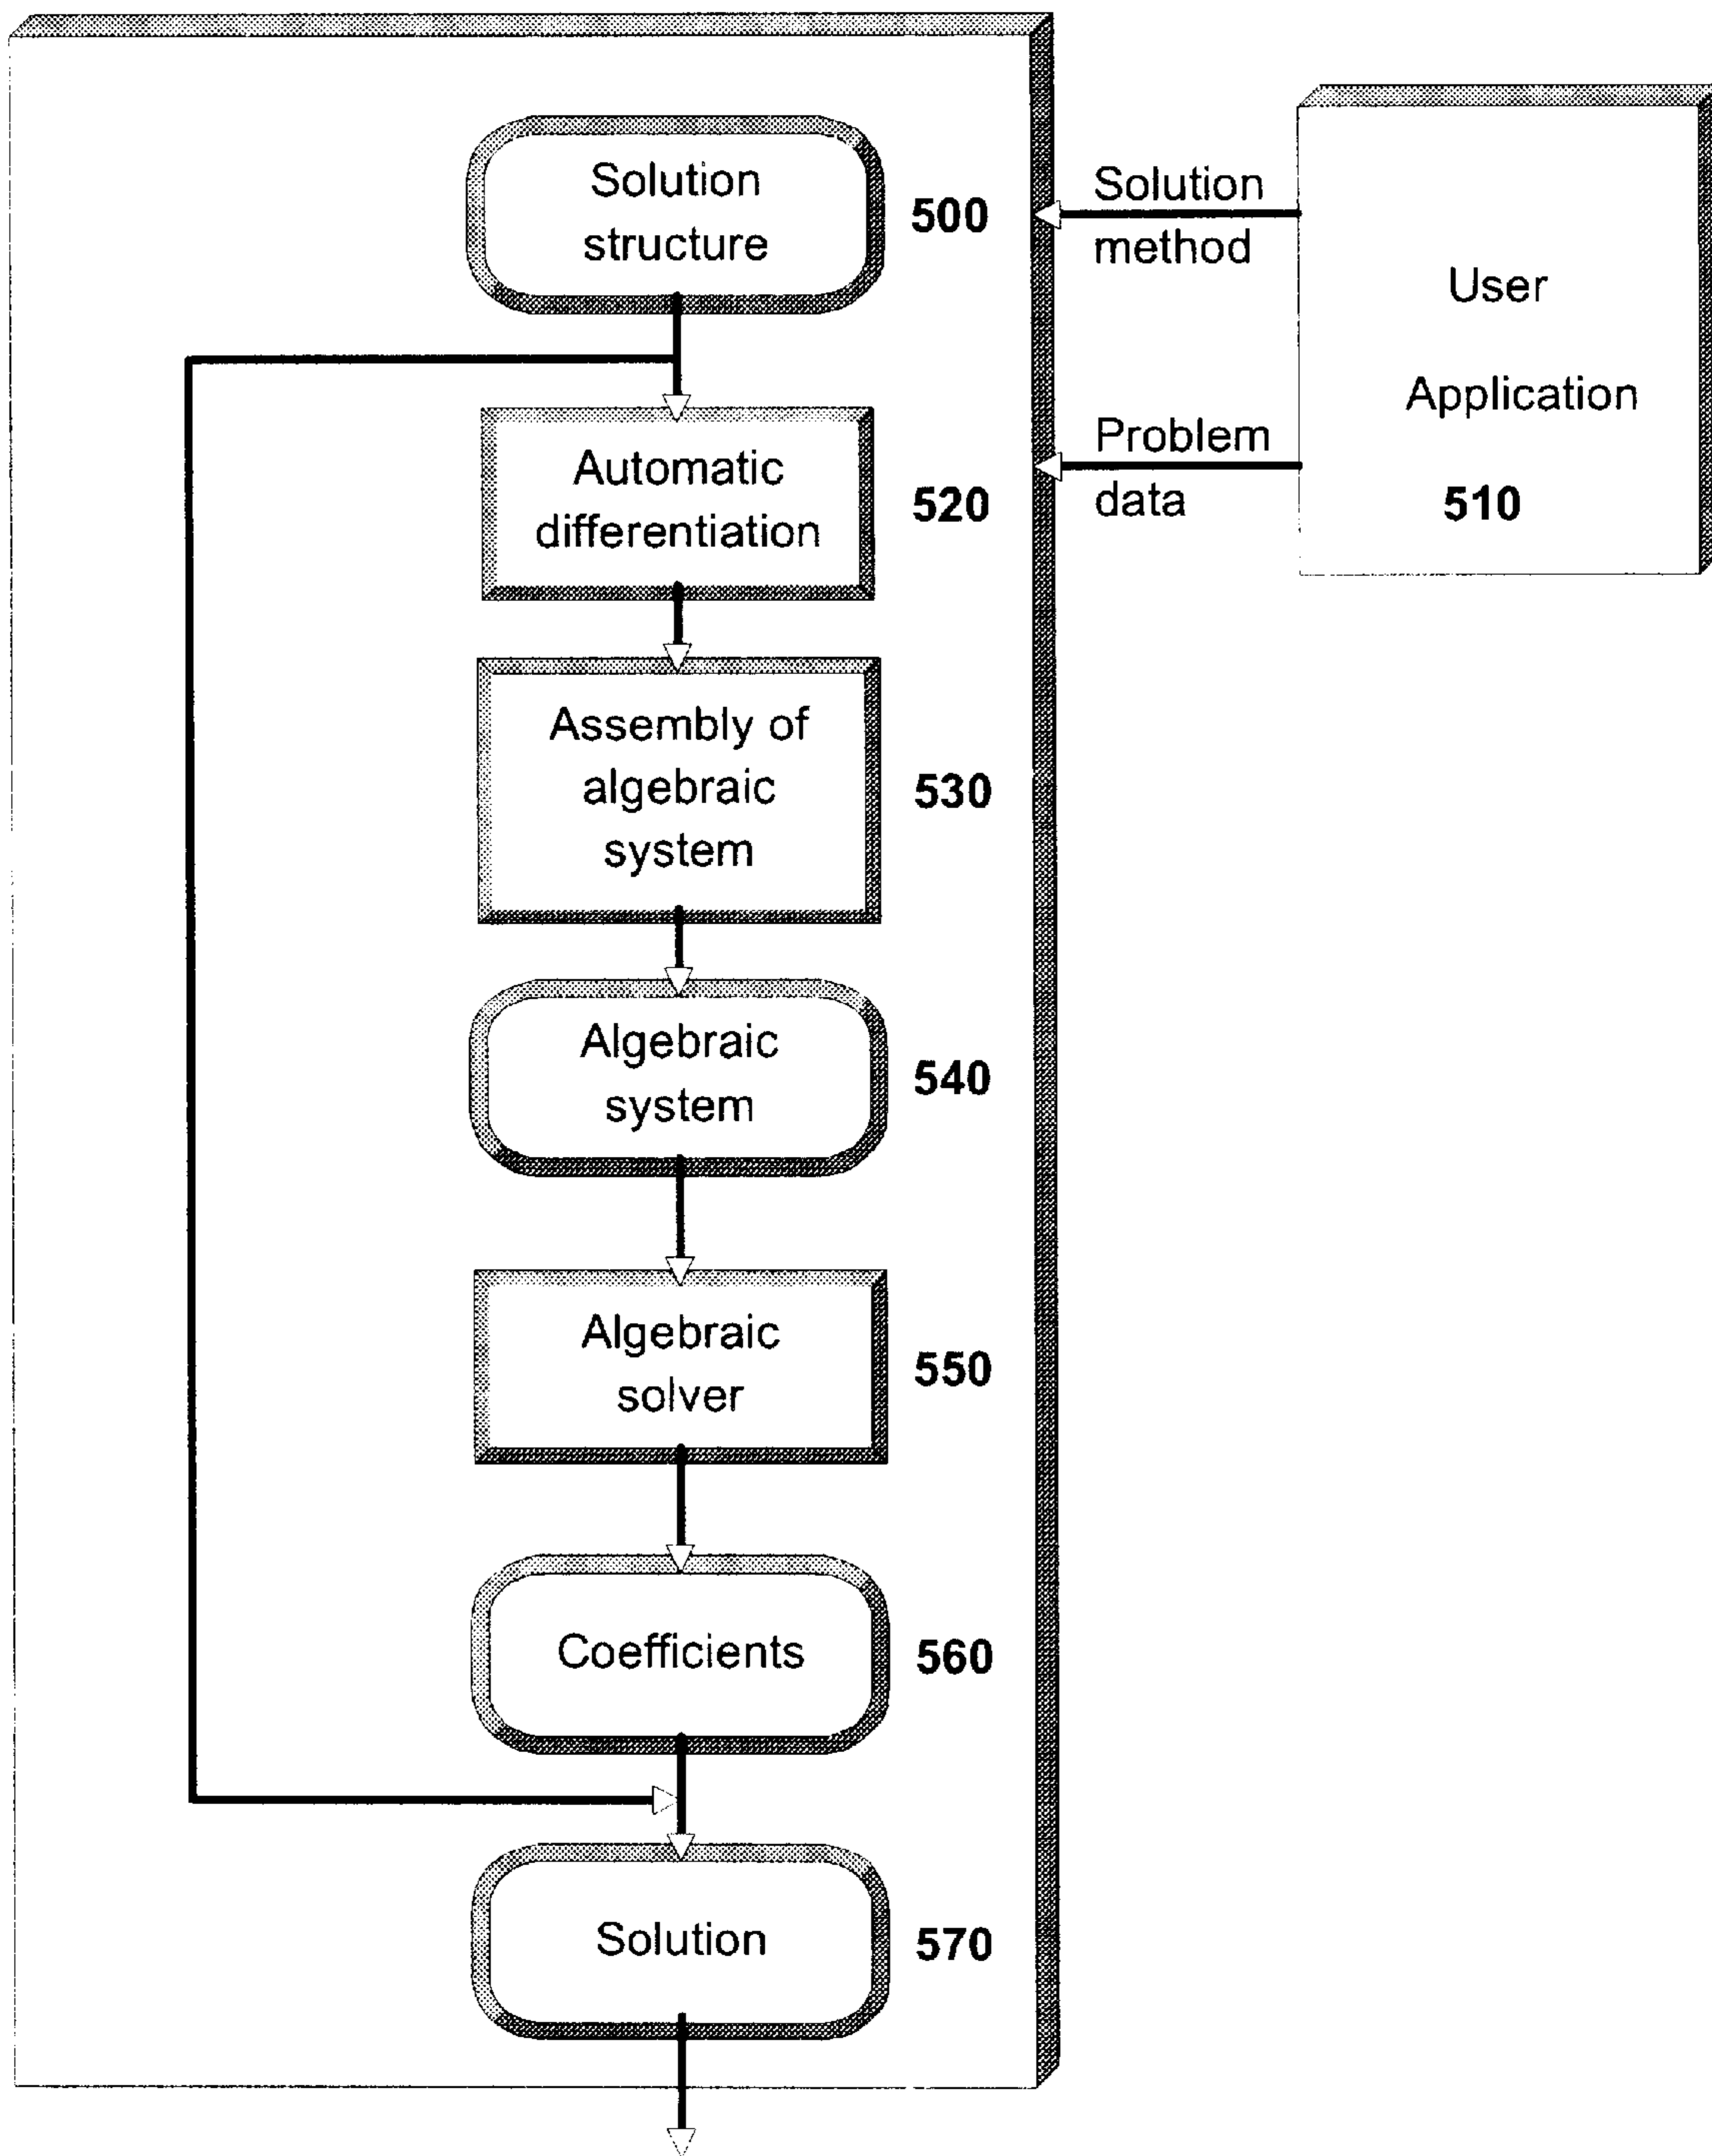 Solution
structure
500
Solution
method
User
Application
510
Problem
data
Automatic
differentiation
520
Assembly of
algebraic
system
530
Algebraic
system
540
Algebraic
solver
550
Coefficients
560
Solution
570